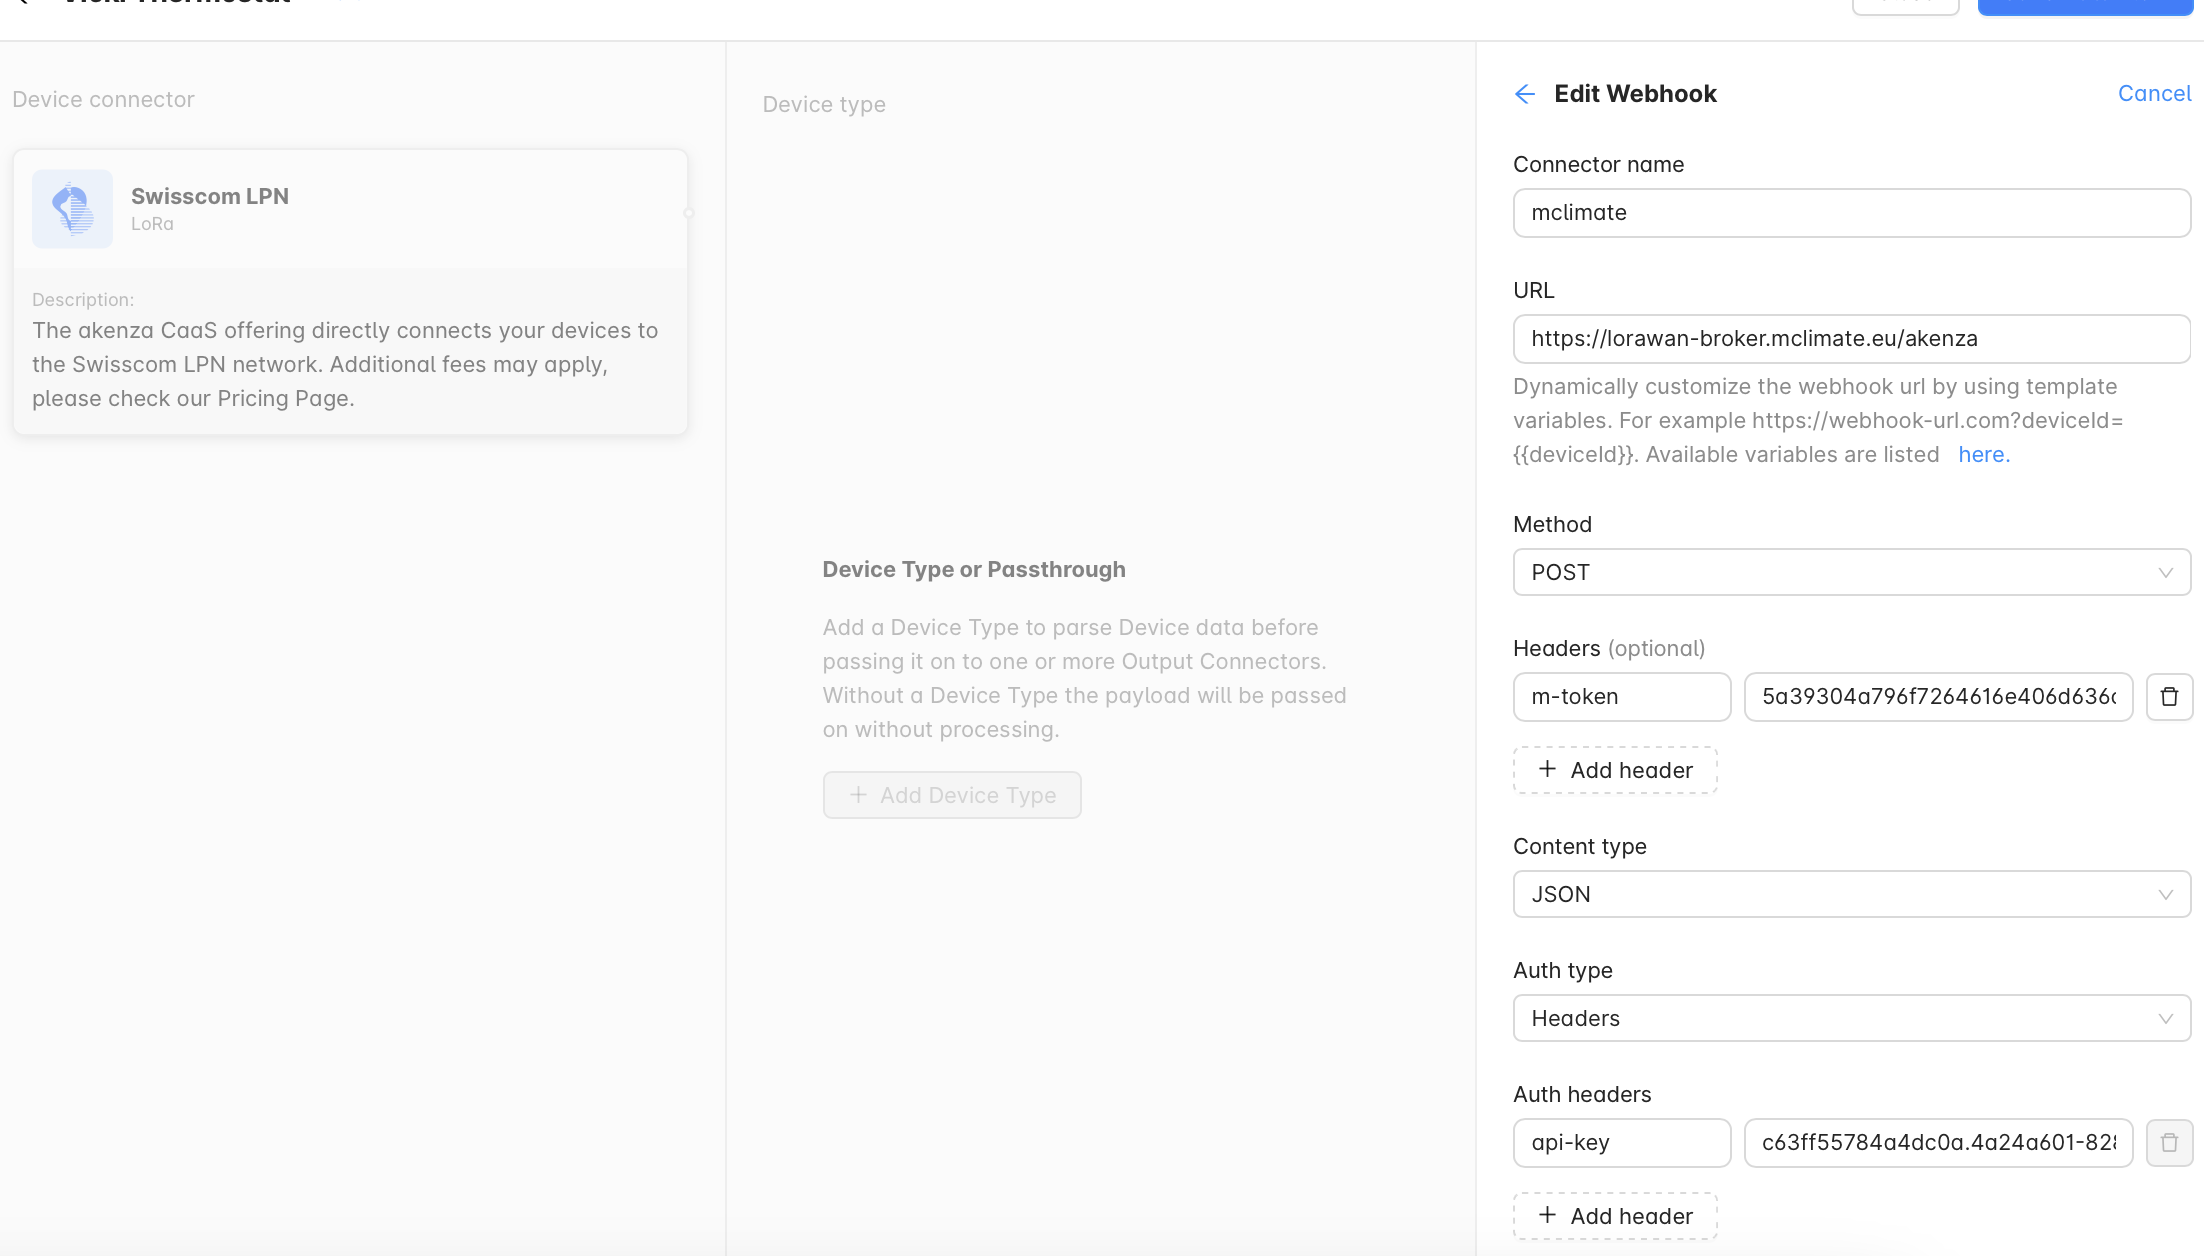 Vicki Thermostat
Device connector
Swisscom LPN
LoRa
Description:
The akenza CaaS offering directly connects your devices to
the Swisscom LPN network. Additional fees may apply,
please check our Pricing Page.
Device type
Device Type or Passthrough
Add a Device Type to parse Device data before
passing it on to one or more Output Connectors.
Without a Device Type the payload will be passed
on without processing.
Add Device Type
Edit Webhook
Cancel
Connector name
mclimate
URL
https://lorawan-broker.mclimate.eu/akenza
Dynamically customize the webhook url by using template
variables. For example https://webhook-url.com?deviceId=
{{deviceId}}. Available variables are listed here.
Method
POST
Headers (optional)
m-token 5a39304a796f7264616e406d636
Add header
Content type
JSON
Auth type
Headers
Auth headers
api-key c63ff55784a4dc0a.4a24a601-82
Add header